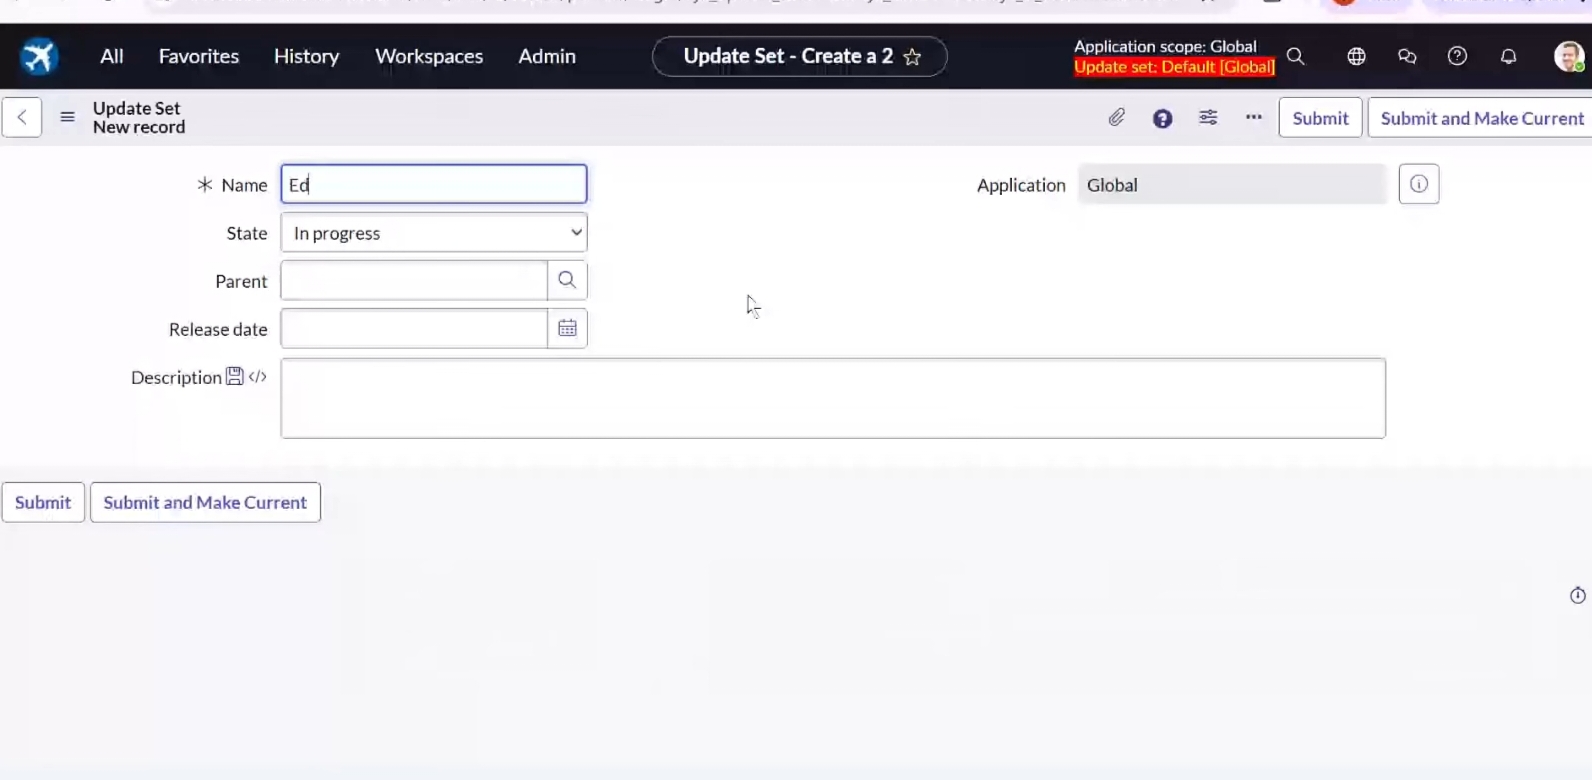 All
Favorites
History
Workspaces
Admin
Update Set - Create a 2
Application scope: Global
Update set: Default [Global]
Update Set
New record
Submit
Submit and Make Current
* Name
Ed
Application
Global
State
In progress
Parent
Release date
Description
Submit
Submit and Make Current